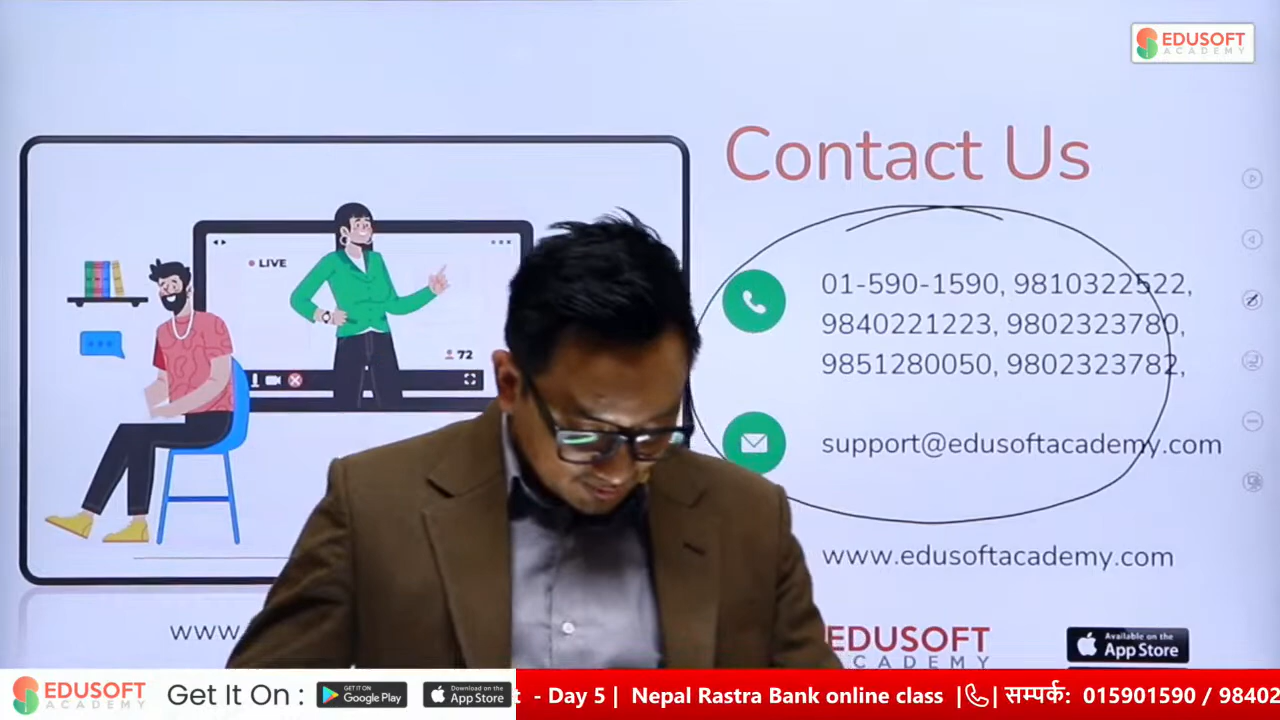 EDUSOFT
ACADEMY
Contact Us
LIVE
72
01-590-1590, 9810322522,
9840221223, 9802323780,
9851280050, 9802323782,
support@edusoftacademy.com
www.edusoftacademy.com
www.
EDUSOFT
CADEMY
Available on the
App Store
EDUSOFT
ACADEMY
Get It On :
GET IT ON
Google Play
Download on the
App Store
t - Day 5 | Nepal Rastra Bank online class | | सम्पर्क: 015901590 / 98402